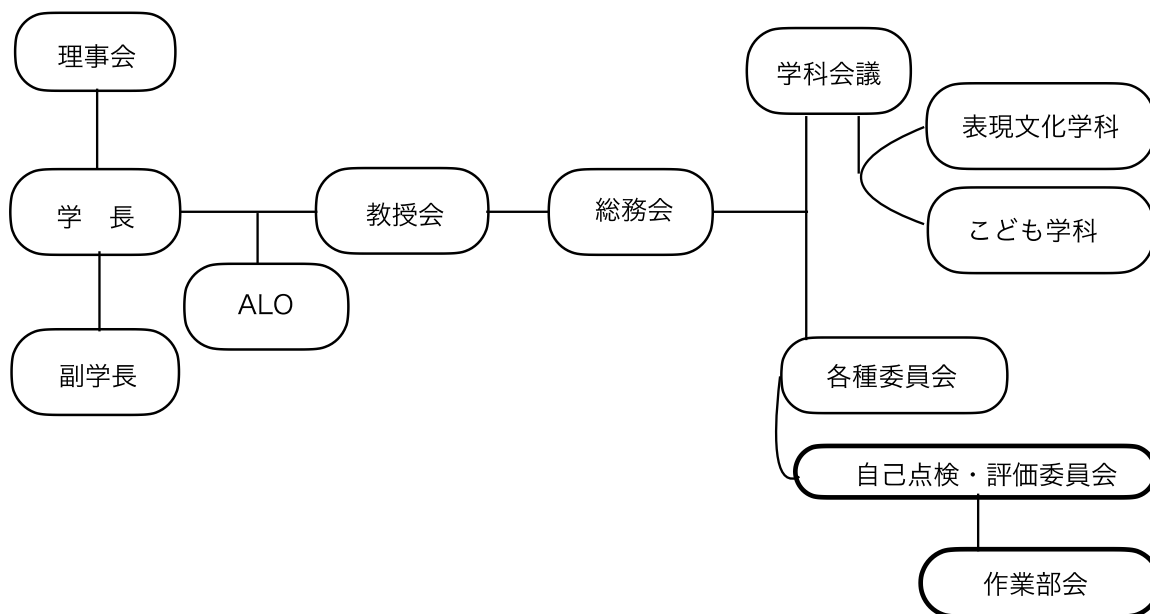 理事会
学　長
副学長
ALO
教授会
総務会
学科会議
表現文化学科
こども学科
各種委員会
自己点検・評価委員会
作業部会